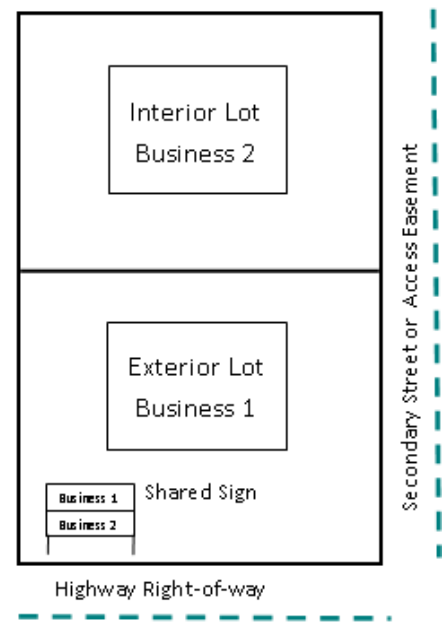 Interior Lot
Business 2
Secondary Street or Access Easement
Exterior Lot
Business 1
Business 1
Business 2
Shared Sign
Highway Right-of-way